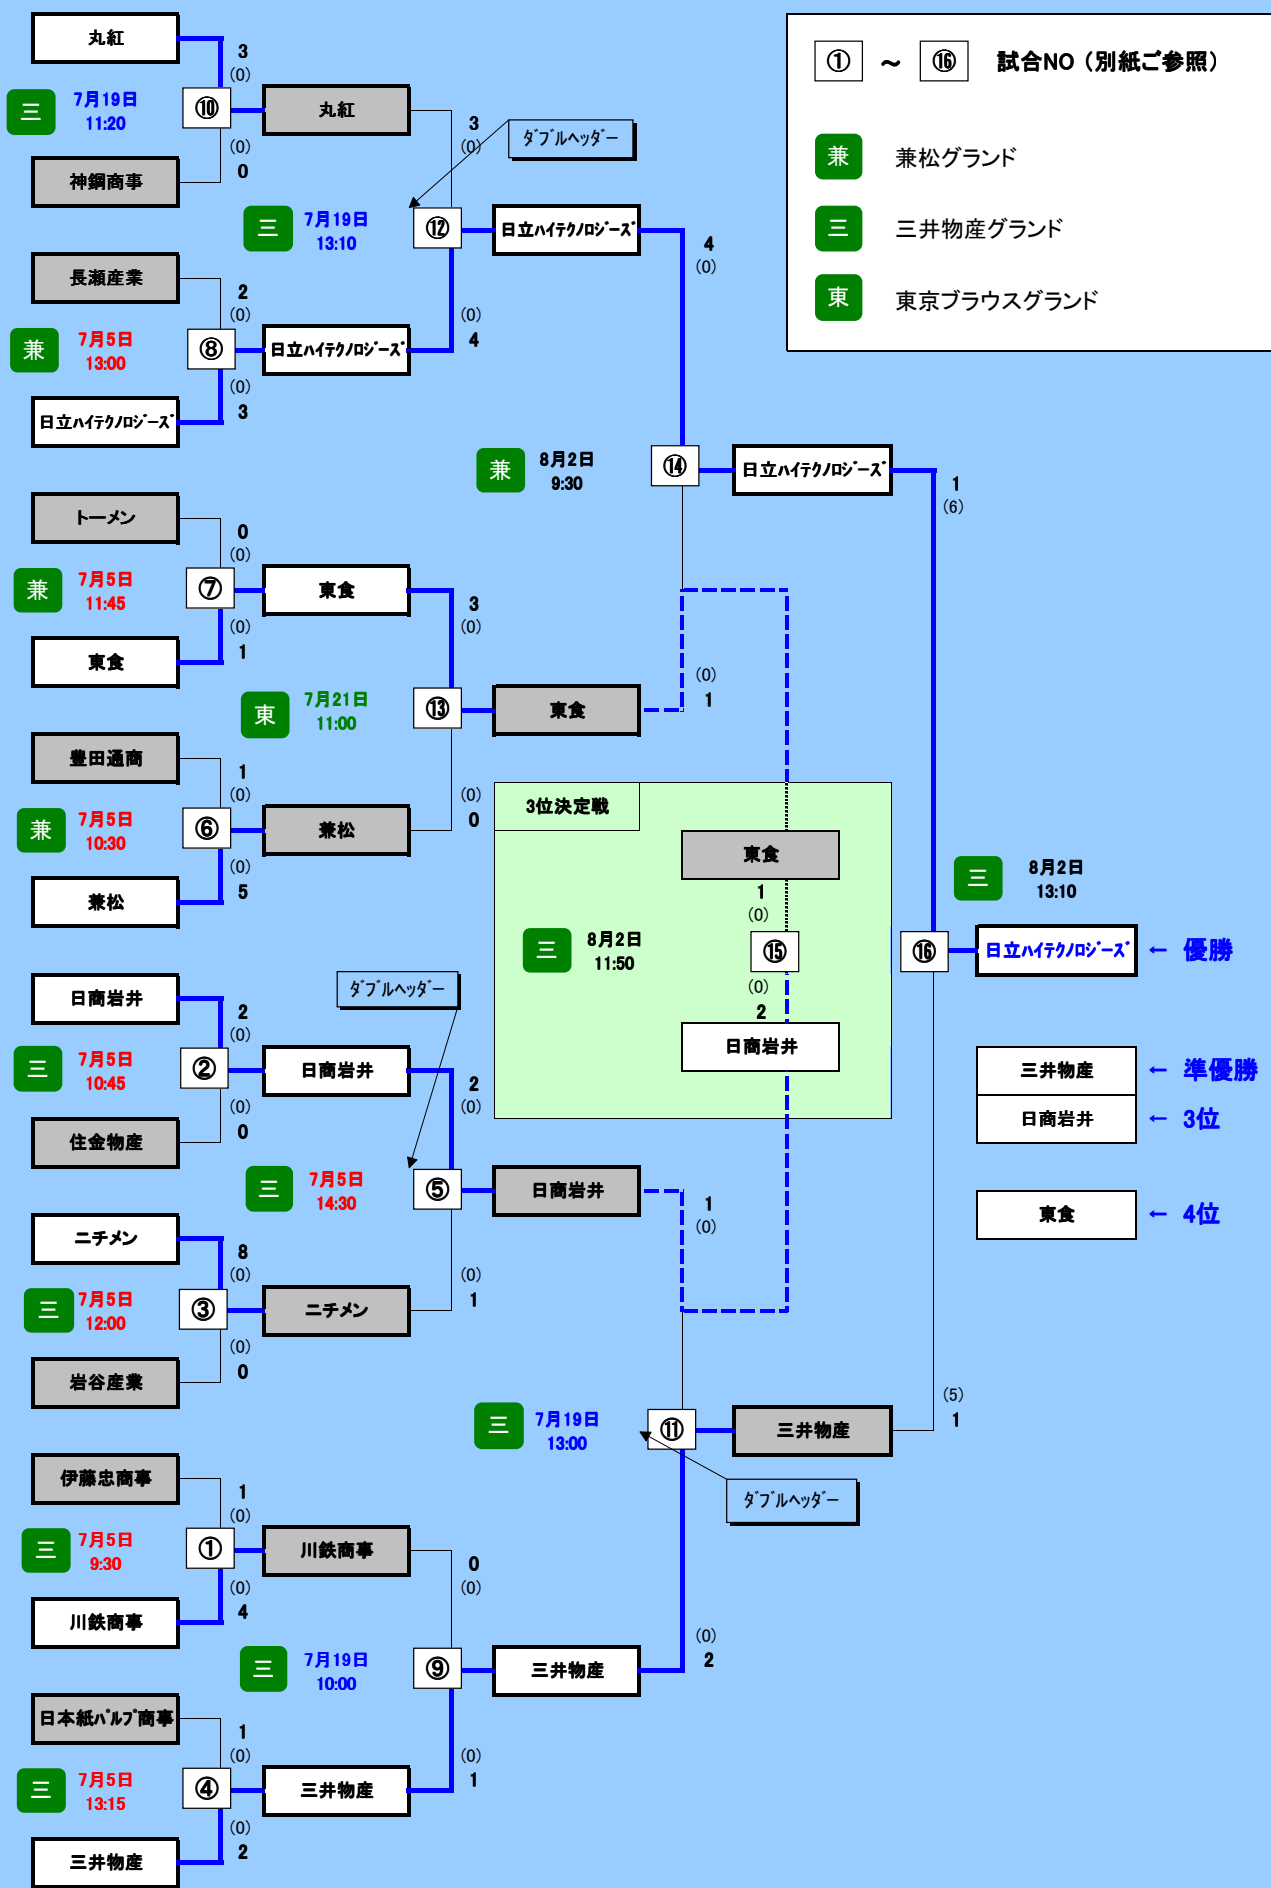 丸紅
3
(0)
三
7月19日
11:20
⑩
丸紅
(0)
0
神鋼商事
3
(0)
ﾀﾞﾌﾞﾙﾍｯﾀﾞｰ
三
7月19日
13:10
⑫
日立ﾊｲﾃｸﾉﾛｼﾞｰｽﾞ
長瀬産業
2
(0)
兼
7月5日
13:00
⑧
日立ﾊｲﾃｸﾉﾛｼﾞｰｽﾞ
(0)
4
(0)
3
日立ﾊｲﾃｸﾉﾛｼﾞｰｽﾞ
4
(0)
① ～ ⑯ 試合NO（別紙ご参照）
兼 兼松グランド
三 三井物産グランド
東 東京ブラウスグランド
兼
8月2日
9:30
⑭
日立ﾊｲﾃｸﾉﾛｼﾞｰｽﾞ
1
(6)
トーメン
0
(0)
兼
7月5日
11:45
⑦
東食
(0)
1
東食
3
(0)
東
7月21日
11:00
⑬
東食
(0)
1
豊田通商
1
(0)
兼
7月5日
10:30
⑥
兼松
(0)
0
(0)
5
兼松
3位決定戦
東食
1
(0)
三
8月2日
11:50
⑮
(0)
2
日商岩井
三
8月2日
13:10
⑯
日立ﾊｲﾃｸﾉﾛｼﾞｰｽﾞ ← 優勝
三井物産 ← 準優勝
日商岩井 ← 3位
東食 ← 4位
日商岩井
2
(0)
三
7月5日
10:45
②
日商岩井
(0)
0
住金物産
ﾀﾞﾌﾞﾙﾍｯﾀﾞｰ
2
(0)
三
7月5日
14:30
⑤
日商岩井
1
(0)
ニチメン
8
(0)
三
7月5日
12:00
③
ニチメン
(0)
1
(0)
0
岩谷産業
三
7月19日
13:00
⑪
三井物産
(5)
1
ﾀﾞﾌﾞﾙﾍｯﾀﾞｰ
伊藤忠商事
1
(0)
三
7月5日
9:30
①
川鉄商事
(0)
4
川鉄商事
0
(0)
三
7月19日
10:00
⑨
三井物産
(0)
2
日本紙ﾊﾟﾙﾌﾟ商事
1
(0)
三
7月5日
13:15
④
三井物産
(0)
1
(0)
2
三井物産